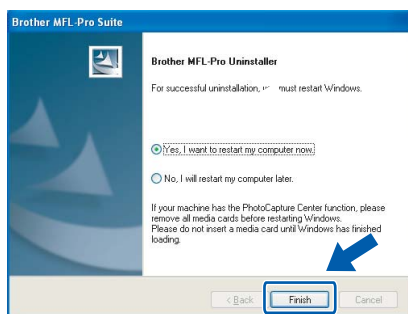 Brother MFL-Pro Suite
Brother MFL-Pro Uninstaller
For successful uninstallation, must restart Windows.
Yes, I want to restart my computer now.
No, I will restart my computer later.
If your machine has the PhotoCapture Center function, please
remove all media cards before restarting Windows.
Please do not insert a media card until Windows has finished
loading.
< Back
Finish
Cancel